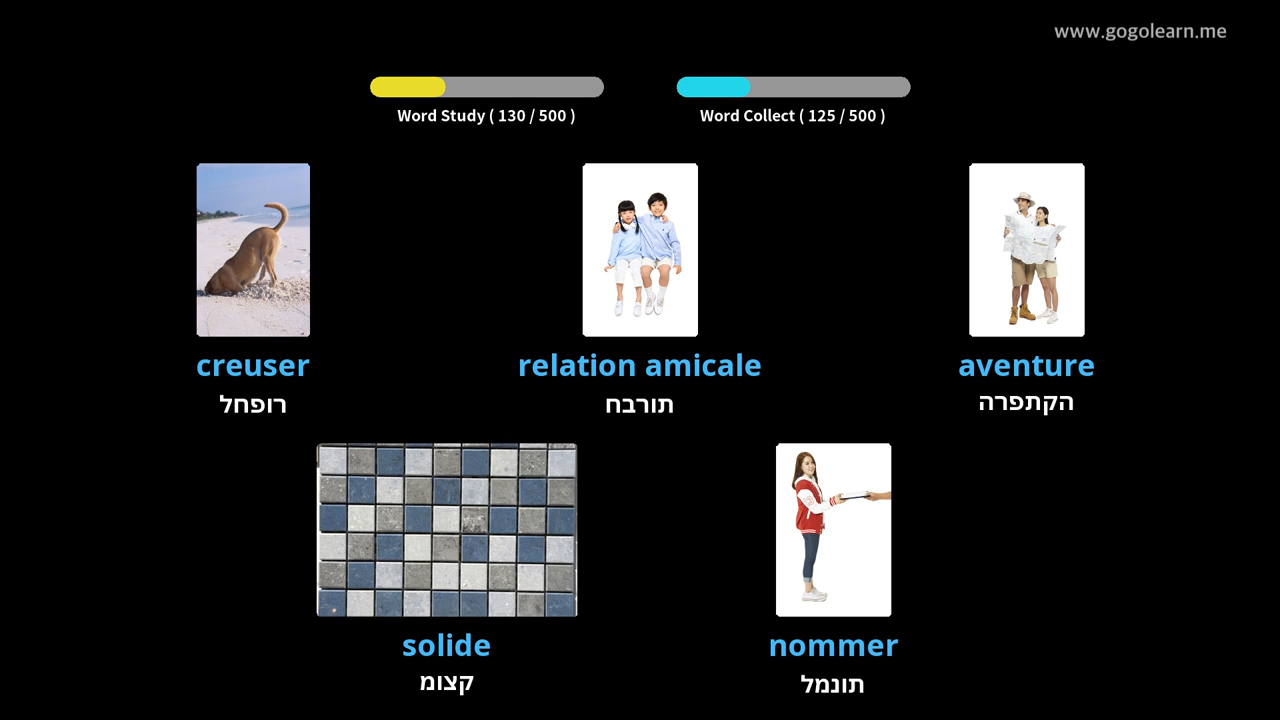 www.gogolearn.me
Word Study ( 130 / 500 )
Word Collect ( 125 / 500 )
creuser
רופחל
relation amicale
תורבח
aventure
הקתפרה
solide
קצומ
nommer
תונמל